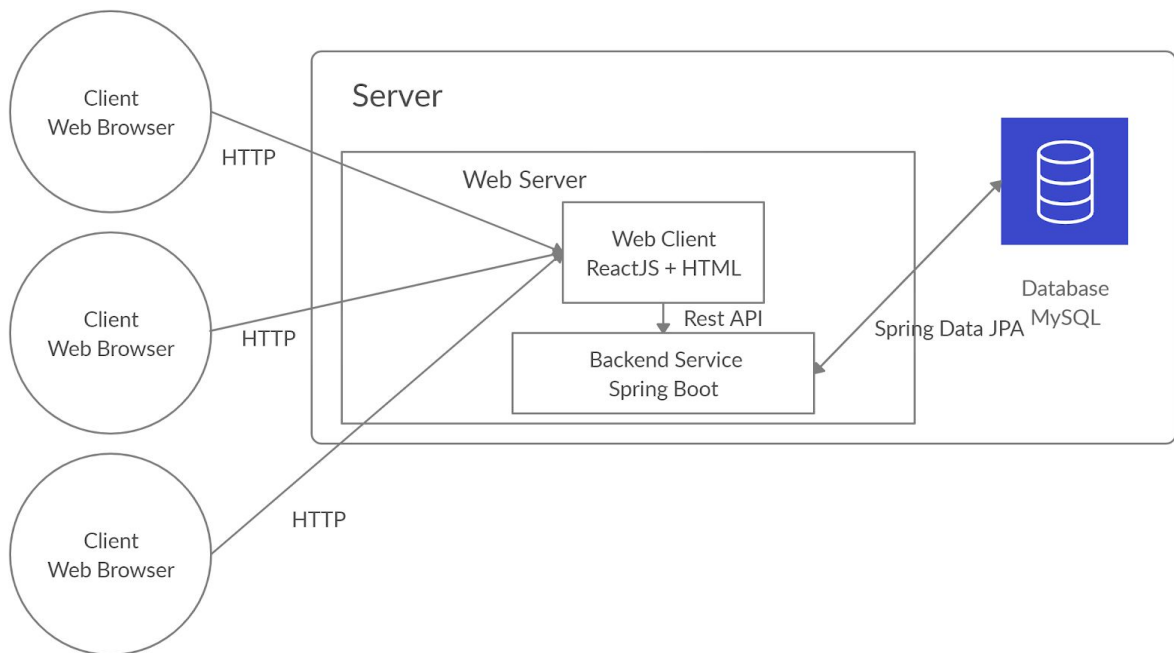 Client
Web Browser
HTTP
Client
Web Browser
HTTP
Client
Web Browser
HTTP
Server
Web Server
Web Client
ReactJS + HTML
Rest API
Backend Service
Spring Boot
Spring Data JPA
Database
MySQL